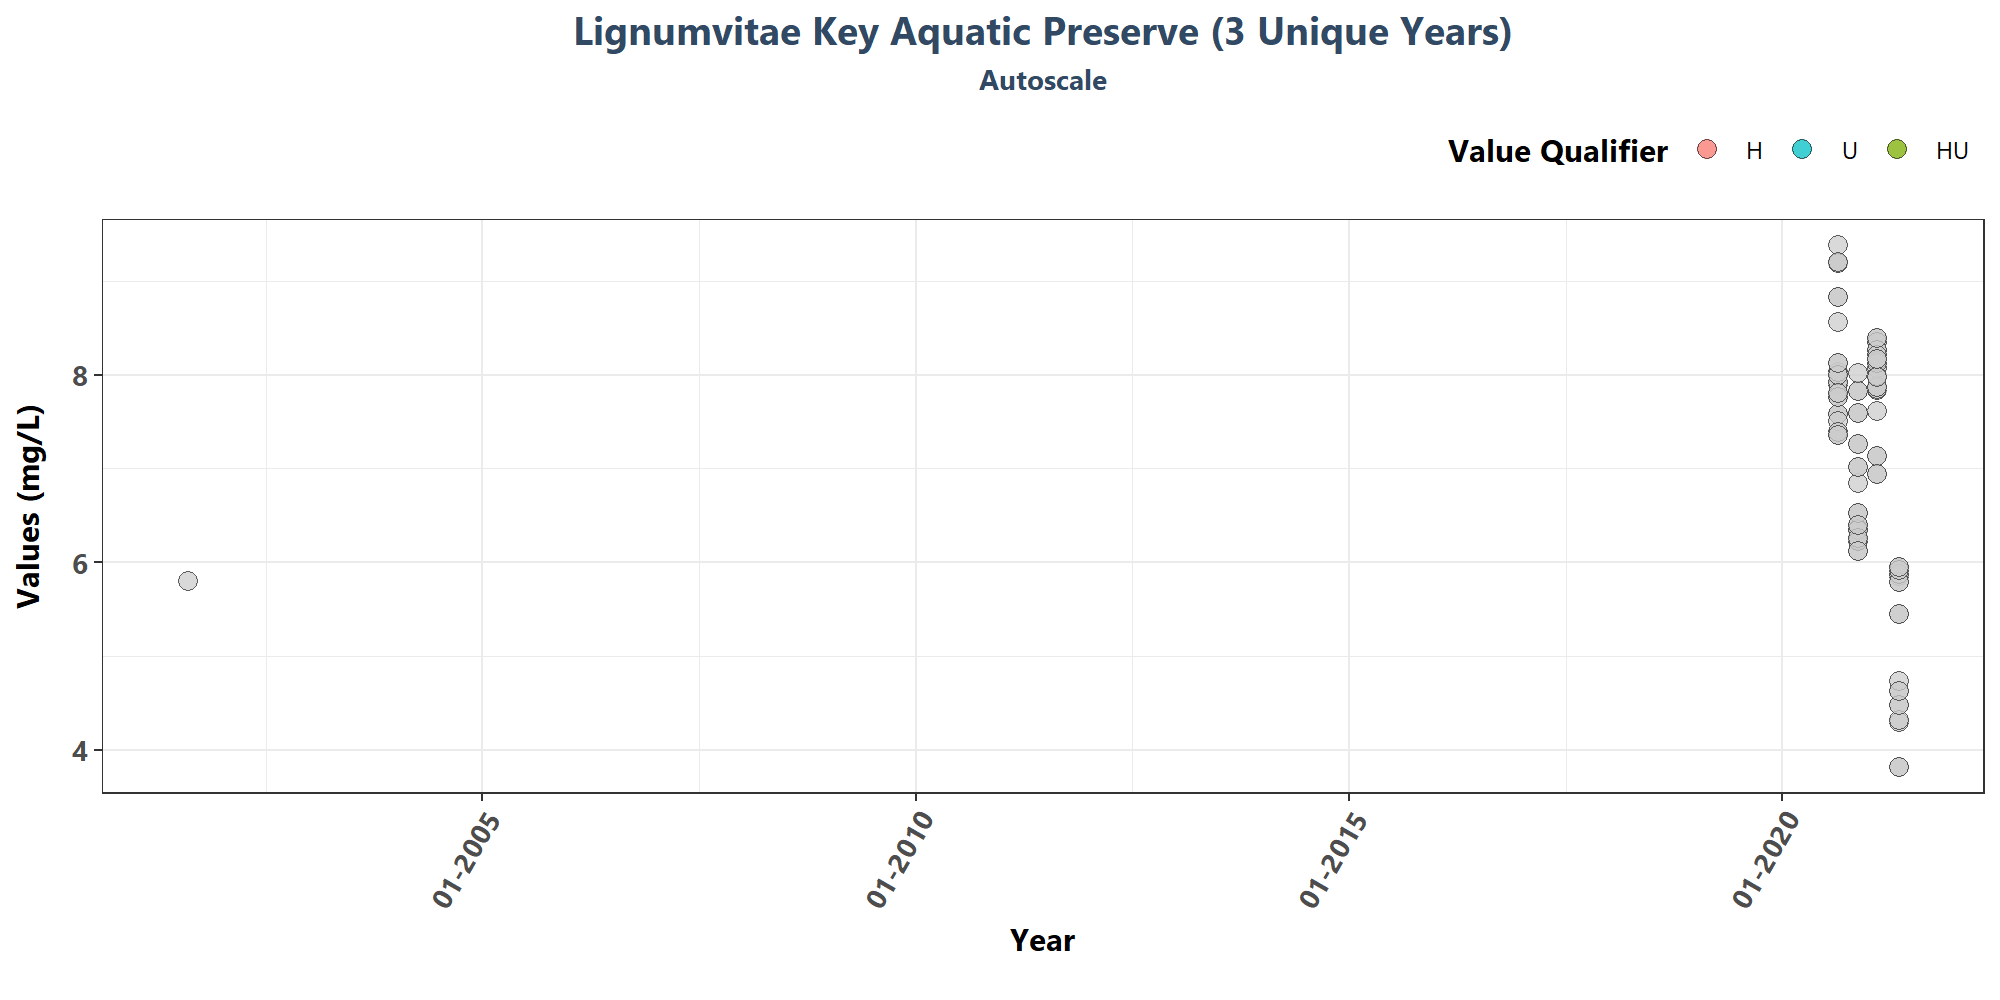 Lignumvitae Key Aquatic Preserve (3 Unique Years)
Autoscale
Value Qualifier H U HU
Values (mg/L)
8
6
4
01-2005 01-2010 01-2015 01-2020
Year